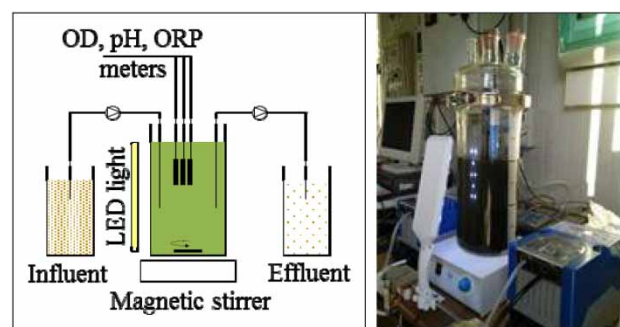 OD, pH, ORP
meters
LED light
Influent
Effluent
Magnetic stirrer